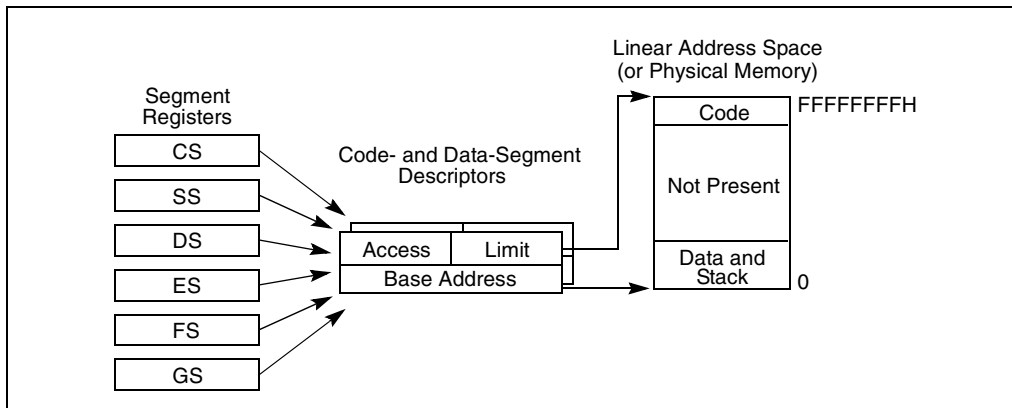 Linear Address Space
(or Physical Memory)
Segment
Registers
CS
SS
DS
ES
FS
GS
Code- and Data-Segment
Descriptors
Access
Limit
Base Address
Code
FFFFFFFFH
Not Present
Data and
Stack
0